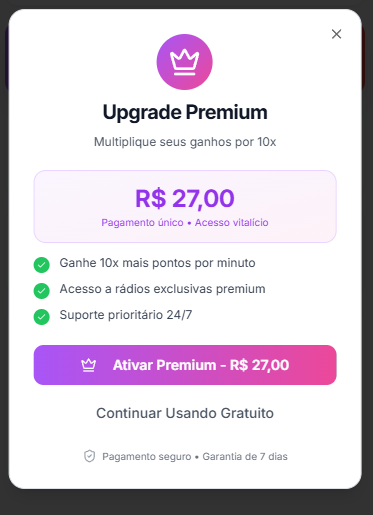 Upgrade Premium
Multiplique seus ganhos por 10x
R$ 27,00
Pagamento único • Acesso vitalício
Ganhe 10x mais pontos por minuto
Acesso a rádios exclusivas premium
Suporte prioritário 24/7
Ativar Premium - R$ 27,00
Continuar Usando Gratuito
Pagamento seguro • Garantia de 7 dias